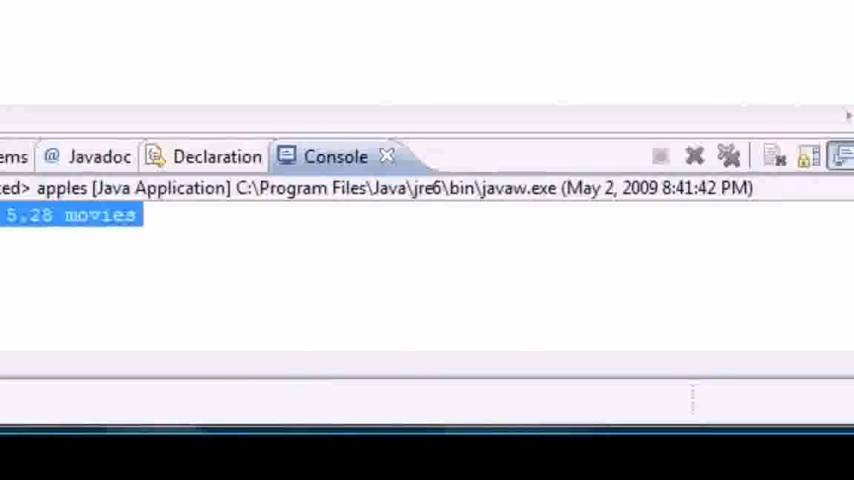 ems @ Javadoc Declaration Console
ted> apples [Java Application] C:\Program Files\Java\jre6\bin\javaw.exe (May 2, 2009 8:41:42 PM)
5.28 movies